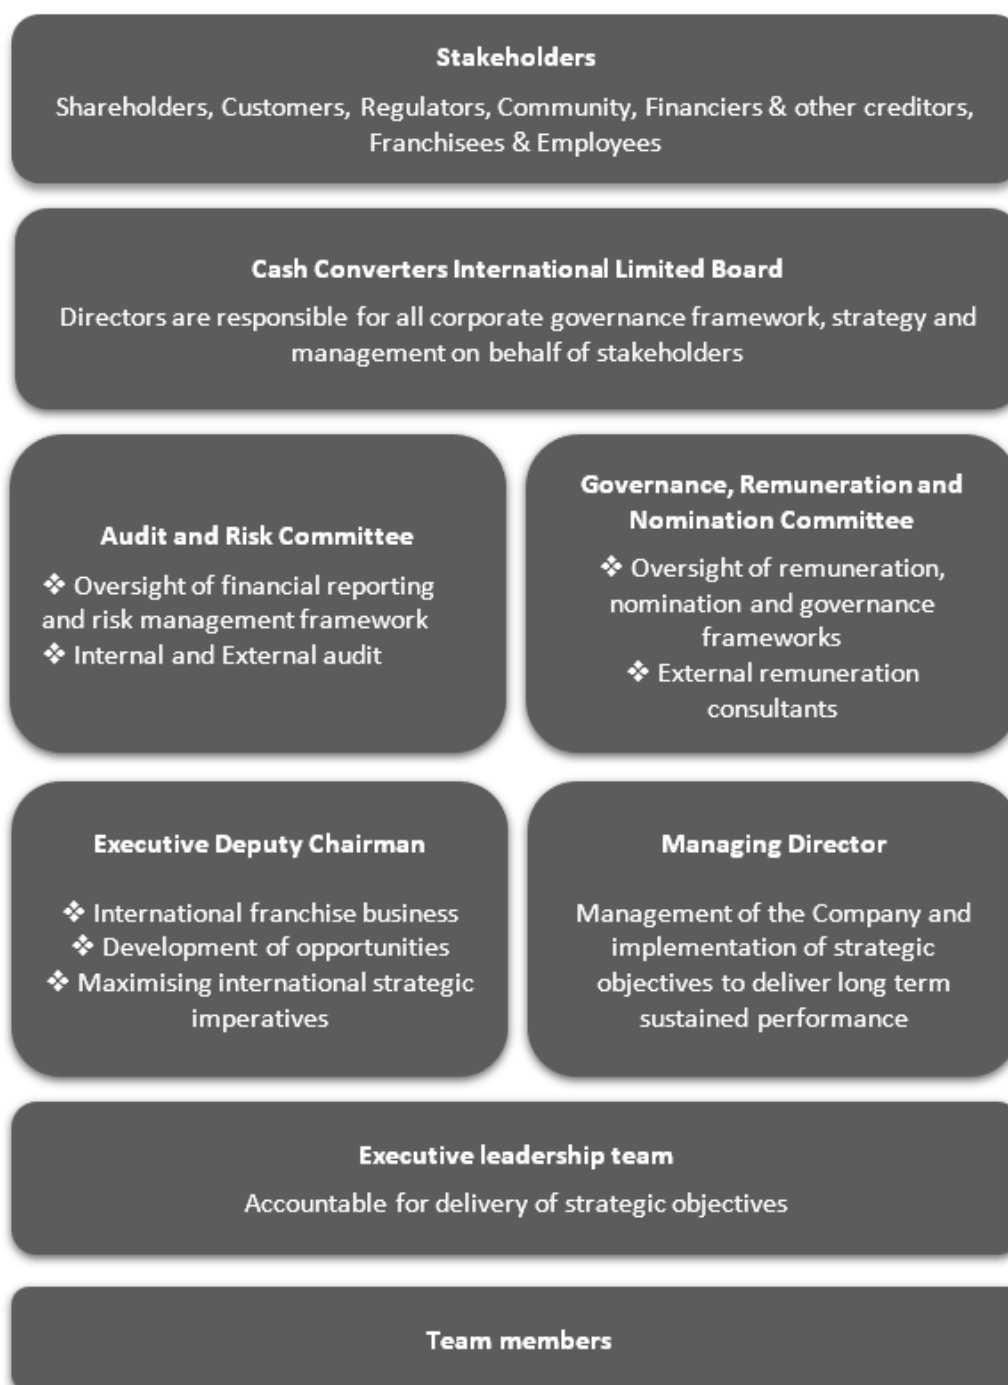 Stakeholders
Shareholders, Customers, Regulators, Community, Financiers & other creditors,
Franchisees & Employees
Cash Converters International Limited Board
Directors are responsible for all corporate governance framework, strategy and
management on behalf of stakeholders
Audit and Risk Committee
❖ Oversight of financial reporting
and risk management framework
❖ Internal and External audit
Governance, Remuneration and
Nomination Committee
❖ Oversight of remuneration,
nomination and governance
frameworks
❖ External remuneration
consultants
Executive Deputy Chairman
❖ International franchise business
❖ Development of opportunities
❖ Maximising international strategic
imperatives
Managing Director
Management of the Company and
implementation of strategic
objectives to deliver long term
sustained performance
Executive leadership team
Accountable for delivery of strategic objectives
Team members